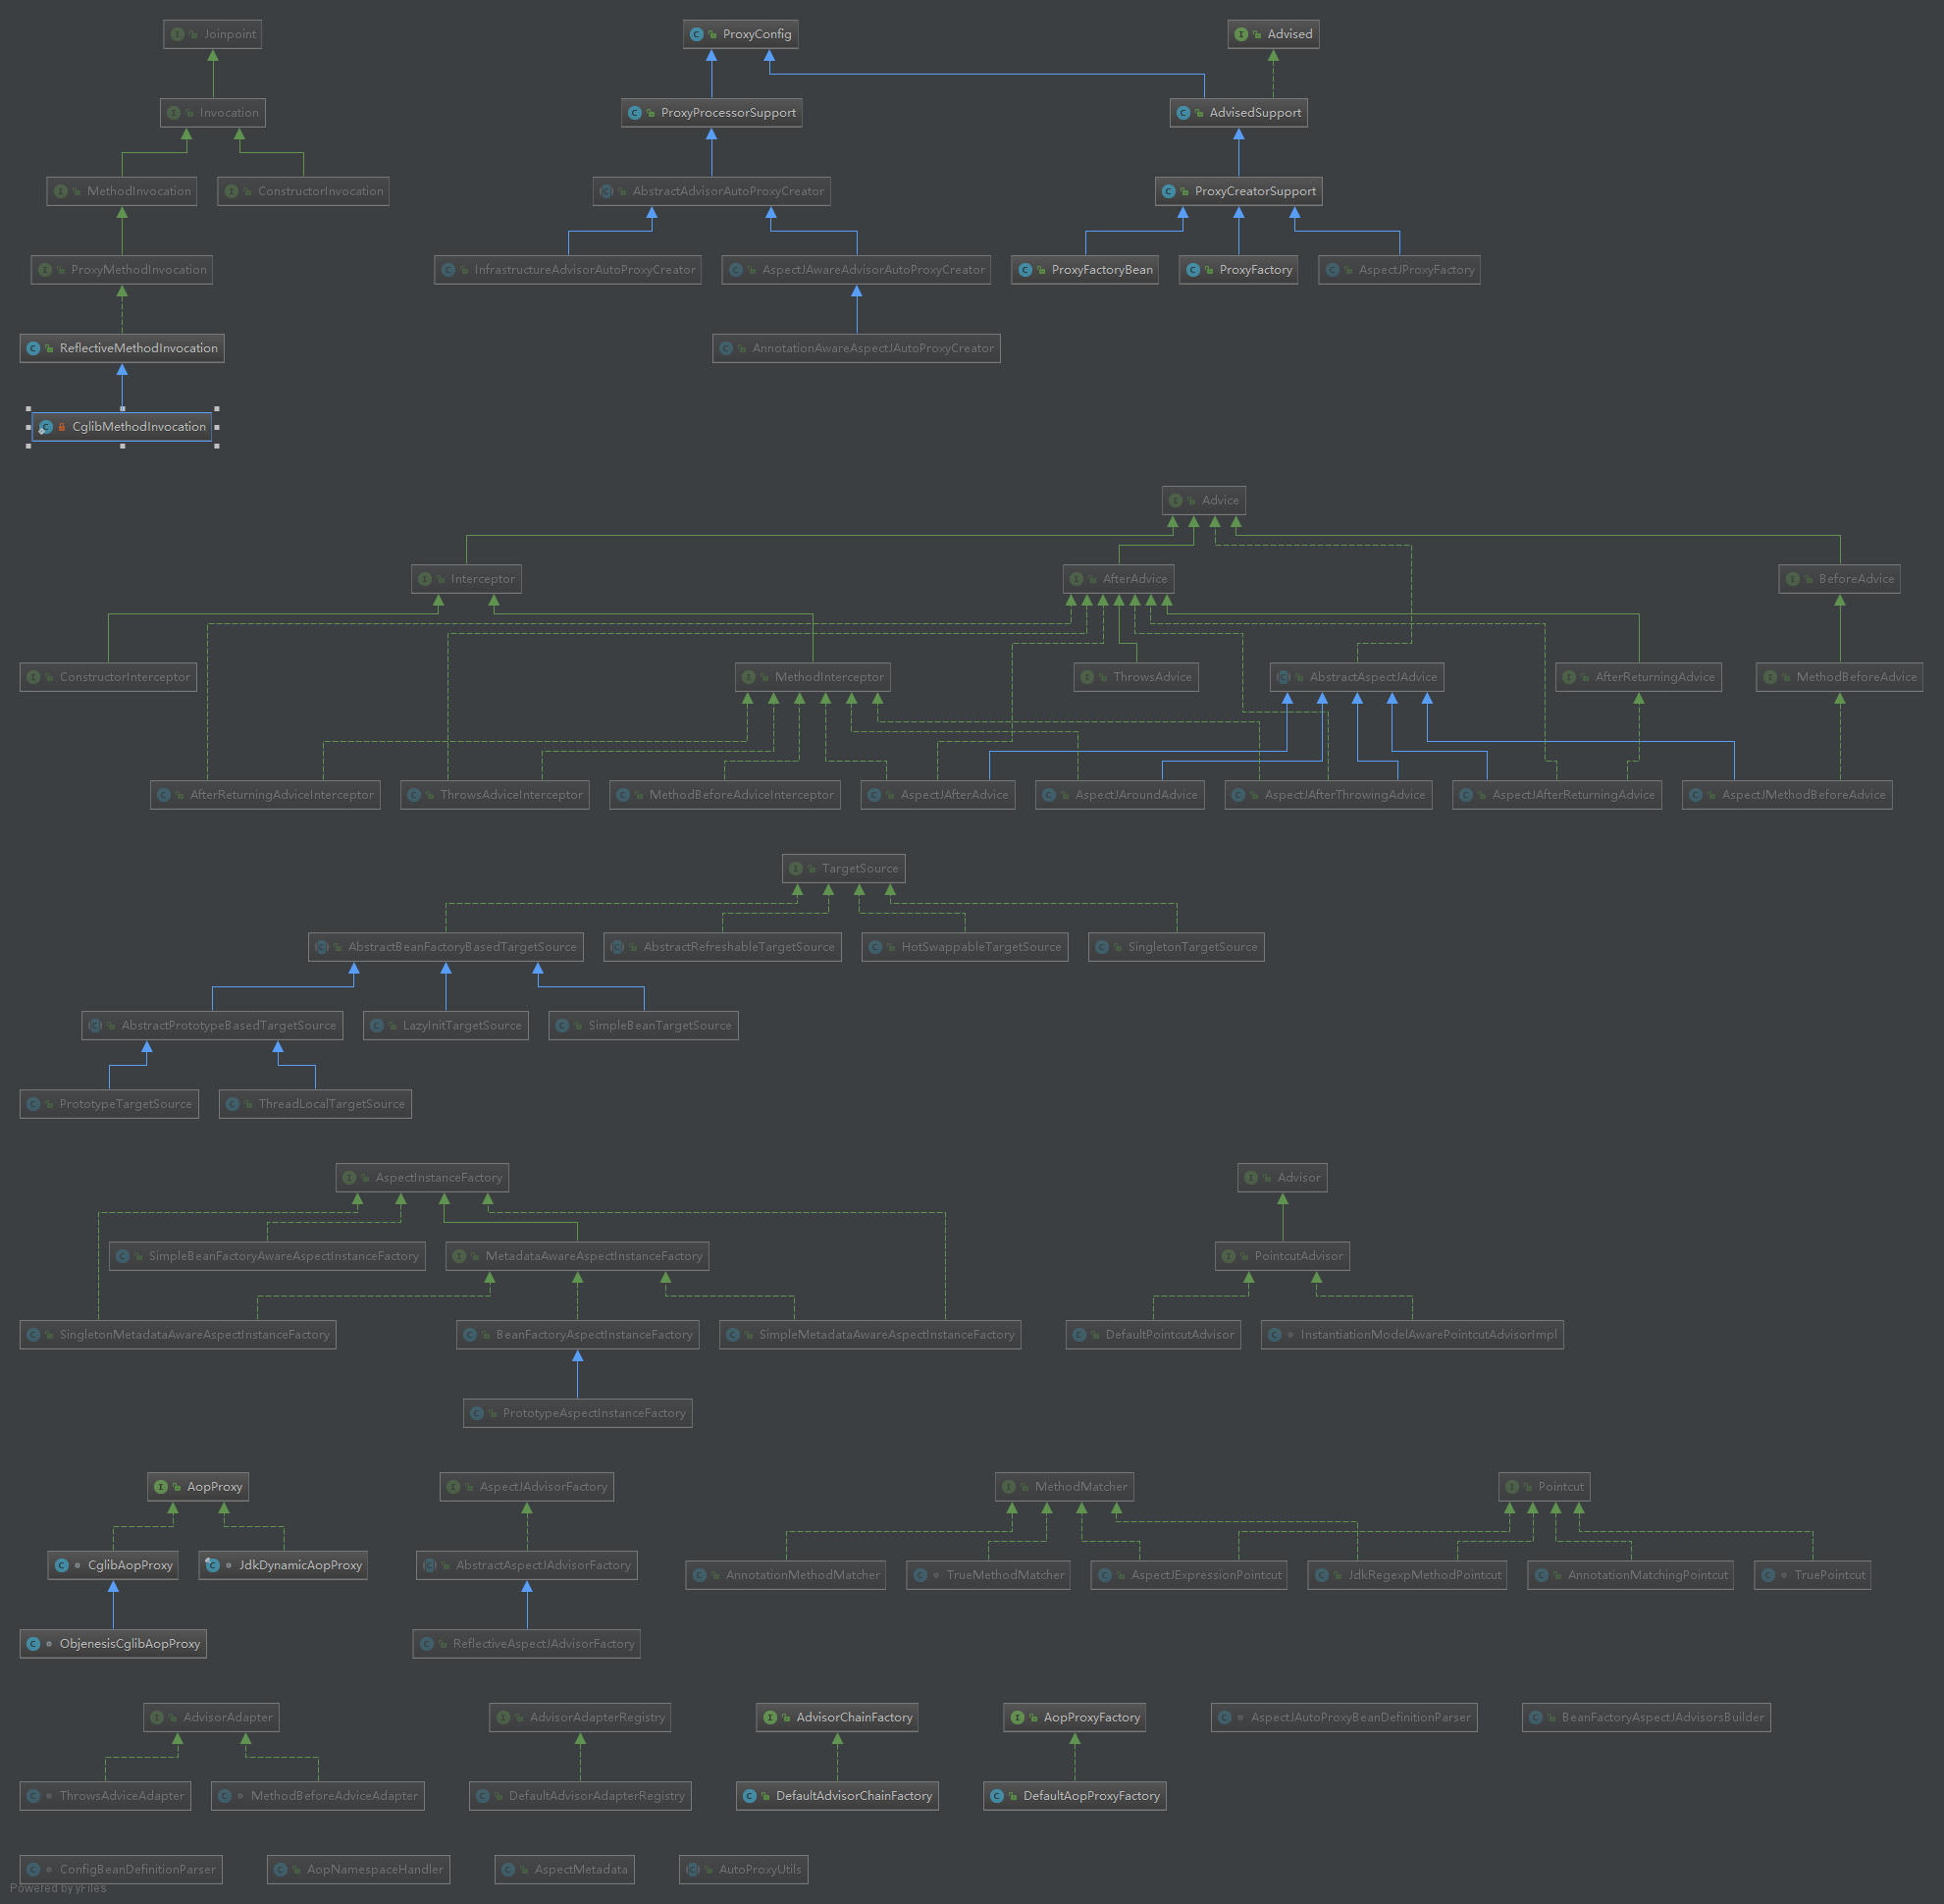 Joinpoint
ProxyConfig
Advised
Invocation
ProxyProcessorSupport
AdvisedSupport
MethodInvocation
ConstructorInvocation
AbstractAdvisorAutoProxyCreator
ProxyCreatorSupport
ProxyMethodInvocation
InfrastructureAdvisorAutoProxyCreator
AspectJAwareAdvisorAutoProxyCreator
ProxyFactoryBean
ProxyFactory
AspectJProxyFactory
ReflectiveMethodInvocation
AnnotationAwareAspectJAutoProxyCreator
CglibMethodInvocation
Advice
Interceptor
AfterAdvice
BeforeAdvice
ConstructorInterceptor
MethodInterceptor
ThrowsAdvice
AbstractAspectJAdvice
AfterReturningAdvice
MethodBeforeAdvice
AfterReturningAdviceInterceptor
ThrowsAdviceInterceptor
MethodBeforeAdviceInterceptor
AspectJAfterAdvice
AspectJAroundAdvice
AspectJAfterThrowingAdvice
AspectJAfterReturningAdvice
AspectJMethodBeforeAdvice
TargetSource
AbstractBeanFactoryBasedTargetSource
AbstractRefreshableTargetSource
HotSwappableTargetSource
SingletonTargetSource
AbstractPrototypeBasedTargetSource
LazyInitTargetSource
SimpleBeanTargetSource
PrototypeTargetSource
ThreadLocalTargetSource
AspectInstanceFactory
Advisor
SimpleBeanFactoryAwareAspectInstanceFactory
MetadataAwareAspectInstanceFactory
PointcutAdvisor
SingletonMetadataAwareAspectInstanceFactory
BeanFactoryAspectInstanceFactory
SimpleMetadataAwareAspectInstanceFactory
DefaultPointcutAdvisor
InstantiationModelAwarePointcutAdvisorImpl
PrototypeAspectInstanceFactory
AopProxy
AspectJAdvisorFactory
MethodMatcher
Pointcut
CglibAopProxy
JdkDynamicAopProxy
AbstractAspectJAdvisorFactory
AnnotationMethodMatcher
TrueMethodMatcher
AspectJExpressionPointcut
JdkRegexpMethodPointcut
AnnotationMatchingPointcut
TruePointcut
ObjenesisCglibAopProxy
ReflectiveAspectJAdvisorFactory
AdvisorAdapter
AdvisorAdapterRegistry
AdvisorChainFactory
AopProxyFactory
AspectJAutoProxyBeanDefinitionParser
BeanFactoryAspectJAdvisorsBuilder
ThrowsAdviceAdapter
MethodBeforeAdviceAdapter
DefaultAdvisorAdapterRegistry
DefaultAdvisorChainFactory
DefaultAopProxyFactory
ConfigBeanDefinitionParser
AopNamespaceHandler
AspectMetadata
AutoProxyUtils
Powered by yFiles